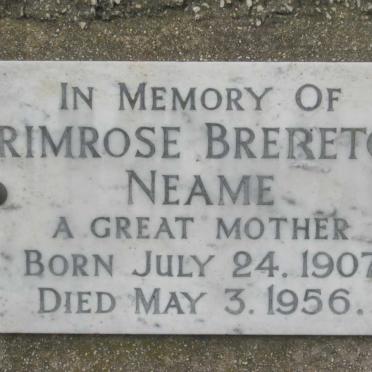 In Memory Of
RIMROSE BRERETO
NEAME
A GREAT MOTHER
Born July 24. 1907
Died May 3. 1956.